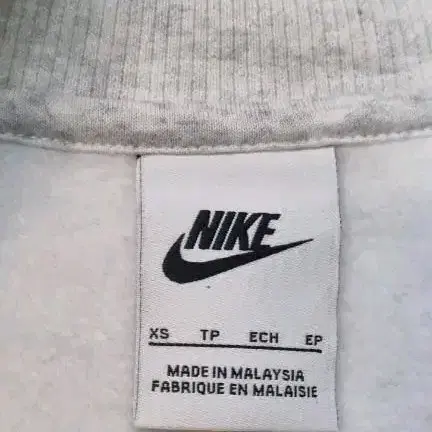 NIKE
XS TP ECH EP
MADE IN MALAYSIA
FABRIQUE EN MALAISIE